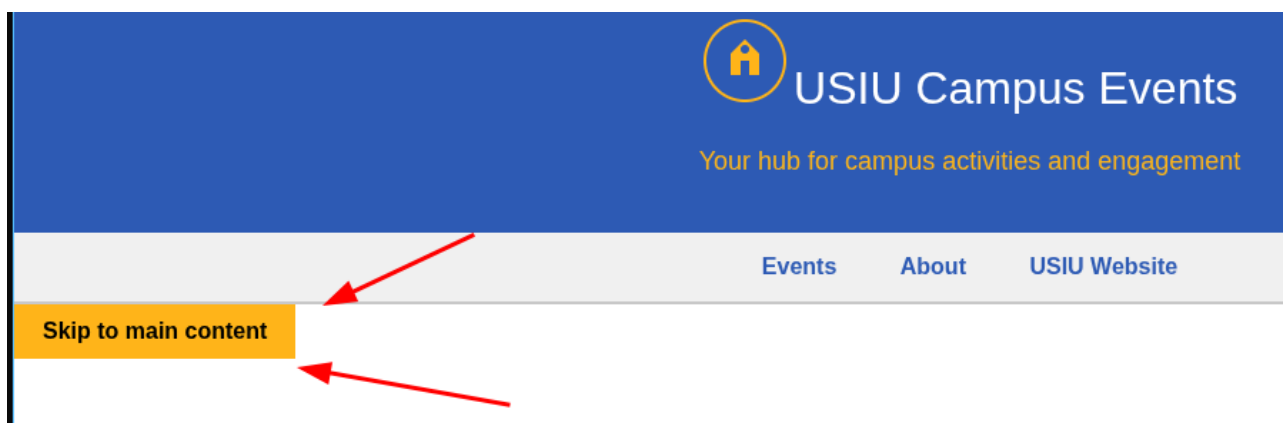 USIU Campus Events
Your hub for campus activities and engagement
Events About USIU Website
Skip to main content